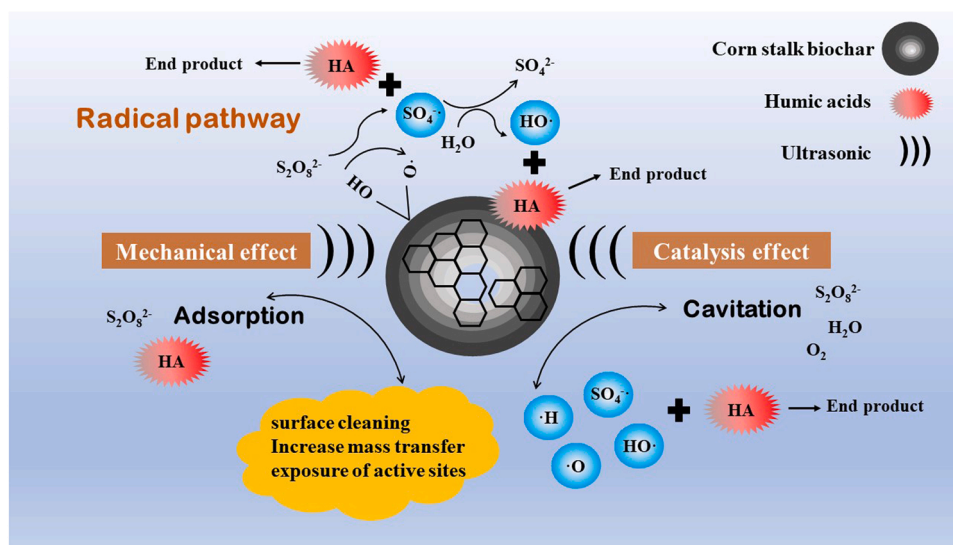 End product
HA
SO₄²⁻
Corn stalk biochar
Radical pathway
SO₄⁻·
H₂O
HO·
Humic acids
S₂O₈²⁻
HO
·O
Ultrasonic
End product
HA
Mechanical effect
Catalysis effect
S₂O₈²⁻
Adsorption
HA
Cavitation
S₂O₈²⁻
H₂O
O₂
surface cleaning
Increase mass transfer
exposure of active sites
·H
SO₄⁻·
·O
HO·
HA
End product